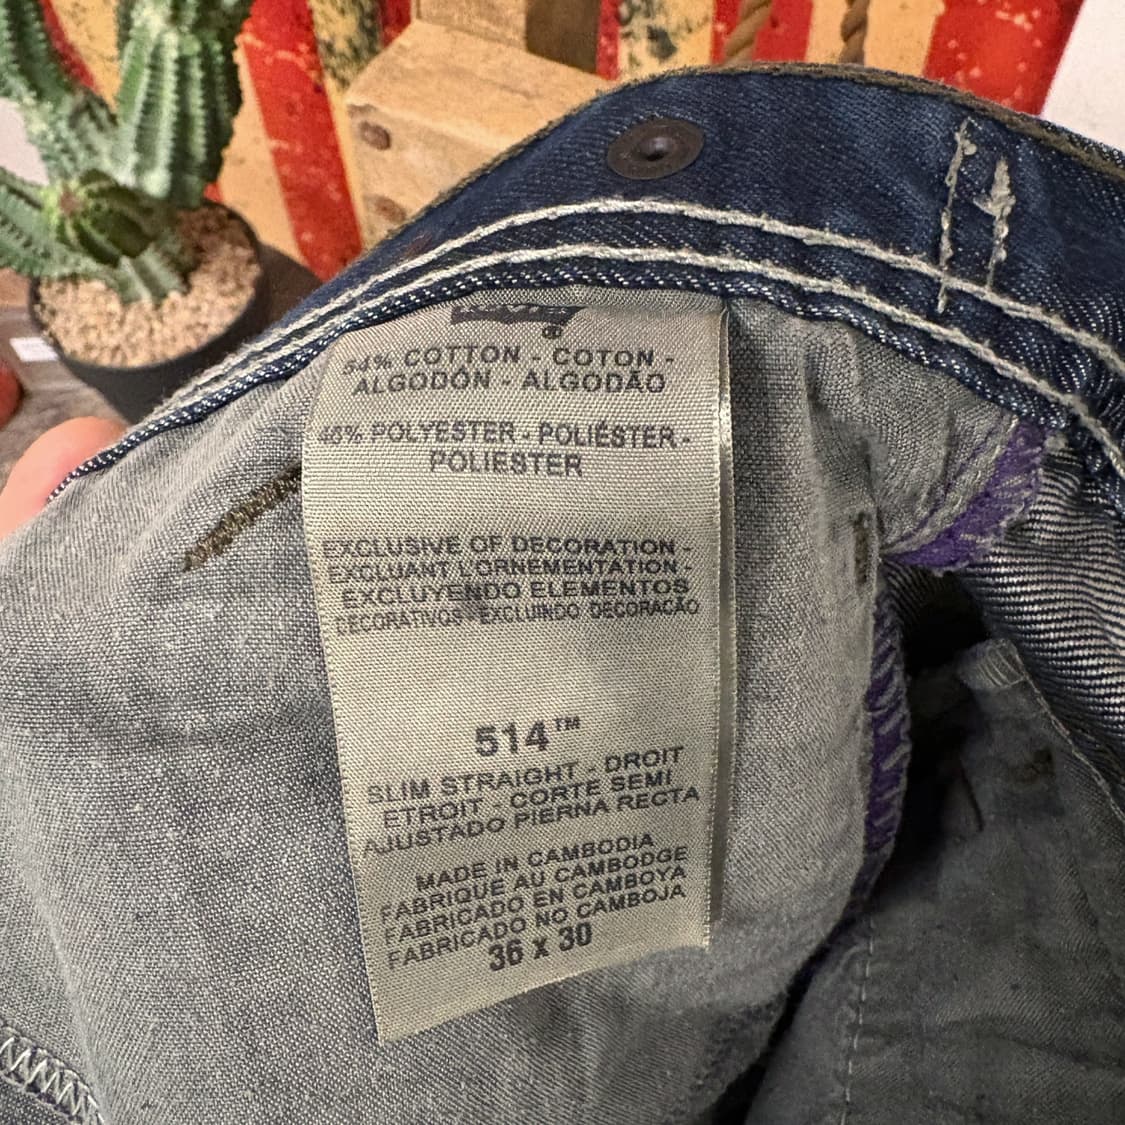 Levi's
®
54% COTTON - COTON -
ALGODÓN - ALGODÃO
46% POLYESTER - POLIÉSTER -
POLIESTER
EXCLUSIVE OF DECORATION -
EXCLUANT L'ORNEMENTATION -
EXCLUYENDO ELEMENTOS
DECORATIVOS - EXCLUINDO DECORAÇÃO
514™
SLIM STRAIGHT - DROIT
ETROIT - CORTE SEMI
AJUSTADO PIERNA RECTA
MADE IN CAMBODIA
FABRIQUE AU CAMBODGE
FABRICADO EN CAMBOYA
FABRICADO NO CAMBOJA
36 x 30